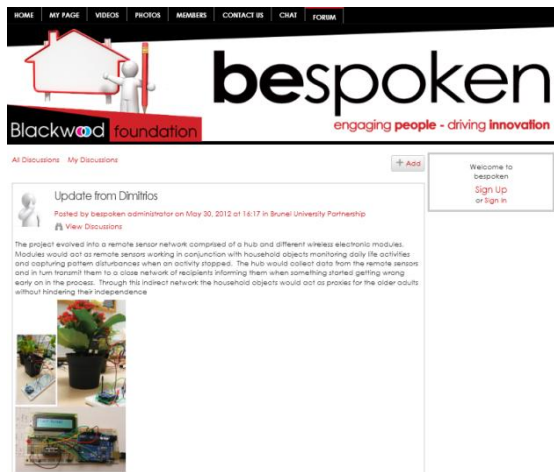 HOME MY PAGE VIDEOS PHOTOS MEMBERS CONTACT US CHAT FORUM
bespoken
Blackwood foundation
engaging people - driving innovation
All Discussions My Discussions
+ Add
Welcome to
bespoken
Sign Up
or Sign In
Update from Dimitrios
Posted by bespoken administrator on May 30, 2012 at 16:17 in Brunel University Partnership
View Discussions
The project evolved into a remote sensor network comprised of a hub and different wireless electronic modules.
Modules would act as remote sensors working in conjunction with household objects monitoring daily life activities
and capturing pattern disturbances when an activity stopped. The hub would collect data from the remote sensors
and in turn transmit them to a close network of recipients informing them when something started getting wrong
early on in the process. Through this indirect network the household objects would act as proxies for the older adults
without hindering their independence